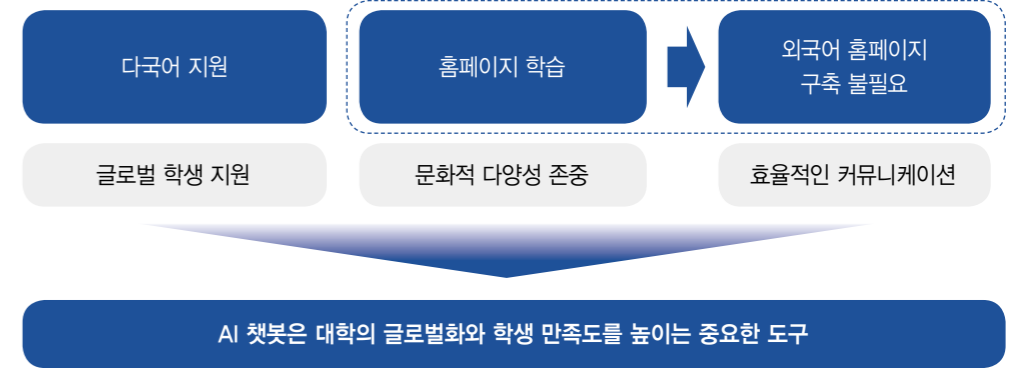 다국어 지원
홈페이지 학습
외국어 홈페이지
구축 불필요
글로벌 학생 지원
문화적 다양성 존중
효율적인 커뮤니케이션
AI 챗봇은 대학의 글로벌화와 학생 만족도를 높이는 중요한 도구